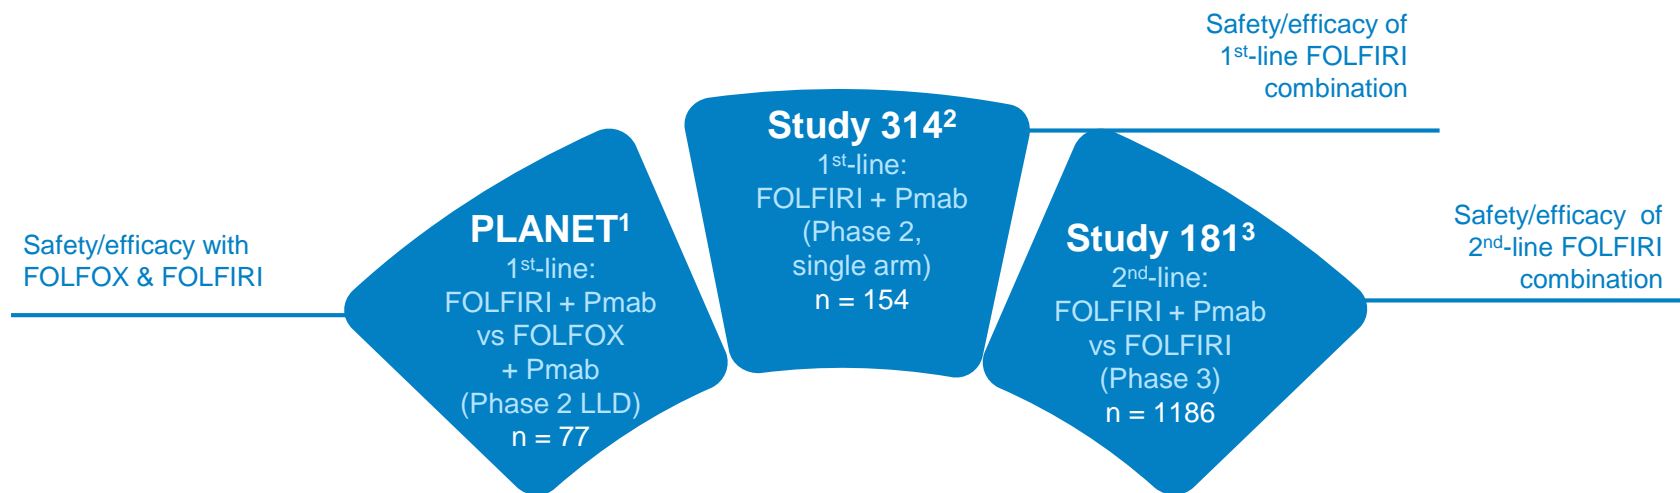 Safety/efficacy with
FOLFOX & FOLFIRI
PLANET¹
1st-line:
FOLFIRI + Pmab
vs FOLFOX
+ Pmab
(Phase 2 LLD)
n = 77
Study 314²
1st-line:
FOLFIRI + Pmab
(Phase 2,
single arm)
n = 154
Safety/efficacy of
1st-line FOLFIRI
combination
Study 181³
2nd-line:
FOLFIRI + Pmab
vs FOLFIRI
(Phase 3)
n = 1186
Safety/efficacy of
2nd-line FOLFIRI
combination